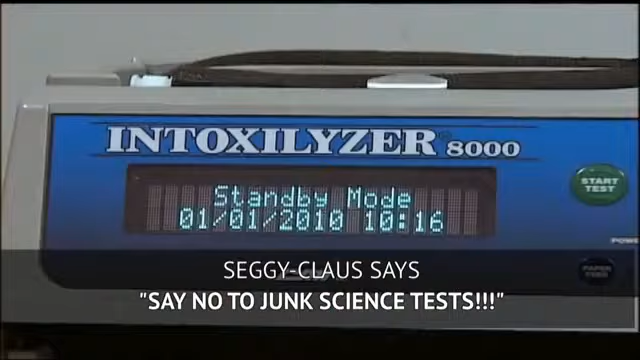 INTOXILYZER® 8000
Standby Mode
01/01/2010 10:16
START
TEST
POWER
PAPER
FEED
SEGGY-CLAUS SAYS
"SAY NO TO JUNK SCIENCE TESTS!!!"